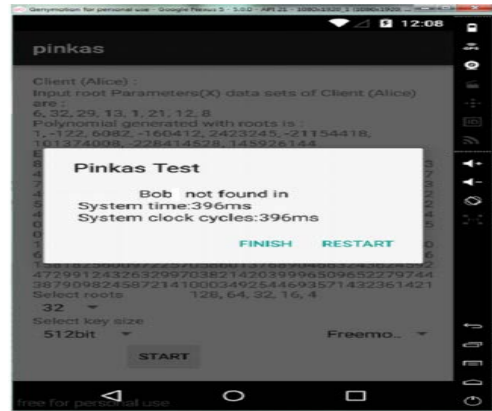 Genymotion for personal use - Google Nexus 5 - 5.0.0 - API 21 - 1080x1920
12:08
pinkas
Client (Alice) :
Input root Parameters(X) data sets of Client (Alice)
are :
6, 32, 29, 13, 1, 21, 12, 8
Polynomial generated with roots is :
1, -122, 6082, -160412, 2423245, -21154418,
101374008, -228414528, 145926144
Pinkas Test
Bob not found in
System time:396ms
System clock cycles:396ms
FINISH RESTART
47299124326329970382142039996509652279744
38790982458721410003492544693571432361421
Select roots 128, 64, 32, 16, 4
32
Select key size
512bit Freemo..
START
free for personal use